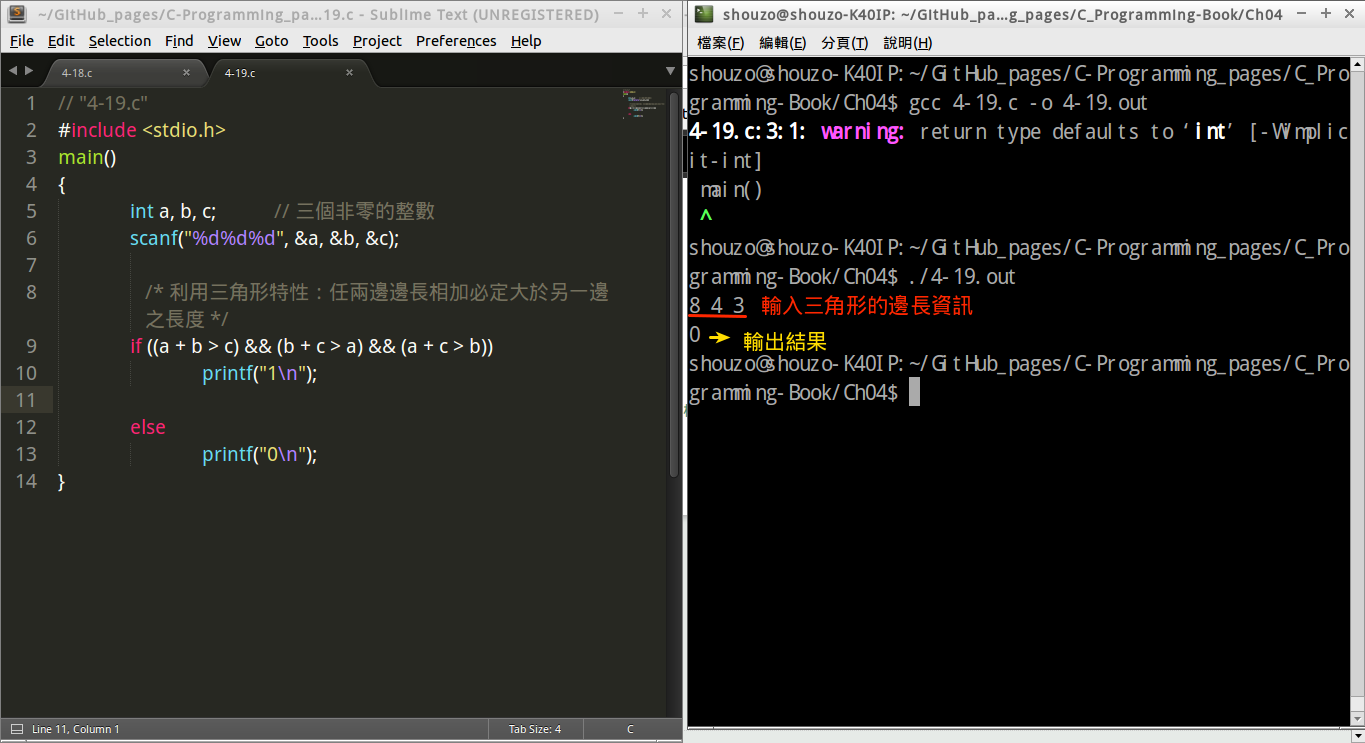 ~/GitHub_pages/C-Programming_pa...19.c - Sublime Text (UNREGISTERED)
File Edit Selection Find View Goto Tools Project Preferences Help
4-18.c × 4-19.c ×
1 // "4-19.c"
2 #include <stdio.h>
3 main()
4 {
5 int a, b, c; // 三個非零的整數
6 scanf("%d%d%d", &a, &b, &c);
7
8 /* 利用三角形特性：任兩邊邊長相加必定大於另一邊
之長度 */
9 if ((a + b > c) && (b + c > a) && (a + c > b))
10 printf("1\n");
11
12 else
13 printf("0\n");
14 }
Line 11, Column 1 Tab Size: 4 C
shouzo@shouzo-K40IP: ~/GitHub_pa...g_pages/C_Programming-Book/Ch04
檔案(F) 編輯(E) 分頁(T) 說明(H)
shouzo@shouzo-K40IP:~/GitHub_pages/C-Programming_pages/C_Pro
gramming-Book/Ch04$ gcc 4-19.c -o 4-19.out
4-19.c:3:1: warning: return type defaults to ‘int’ [-Wimplic
it-int]
main()
^
shouzo@shouzo-K40IP:~/GitHub_pages/C-Programming_pages/C_Pro
gramming-Book/Ch04$ ./4-19.out
8 4 3 輸入三角形的邊長資訊
0 輸出結果
shouzo@shouzo-K40IP:~/GitHub_pages/C-Programming_pages/C_Pro
gramming-Book/Ch04$